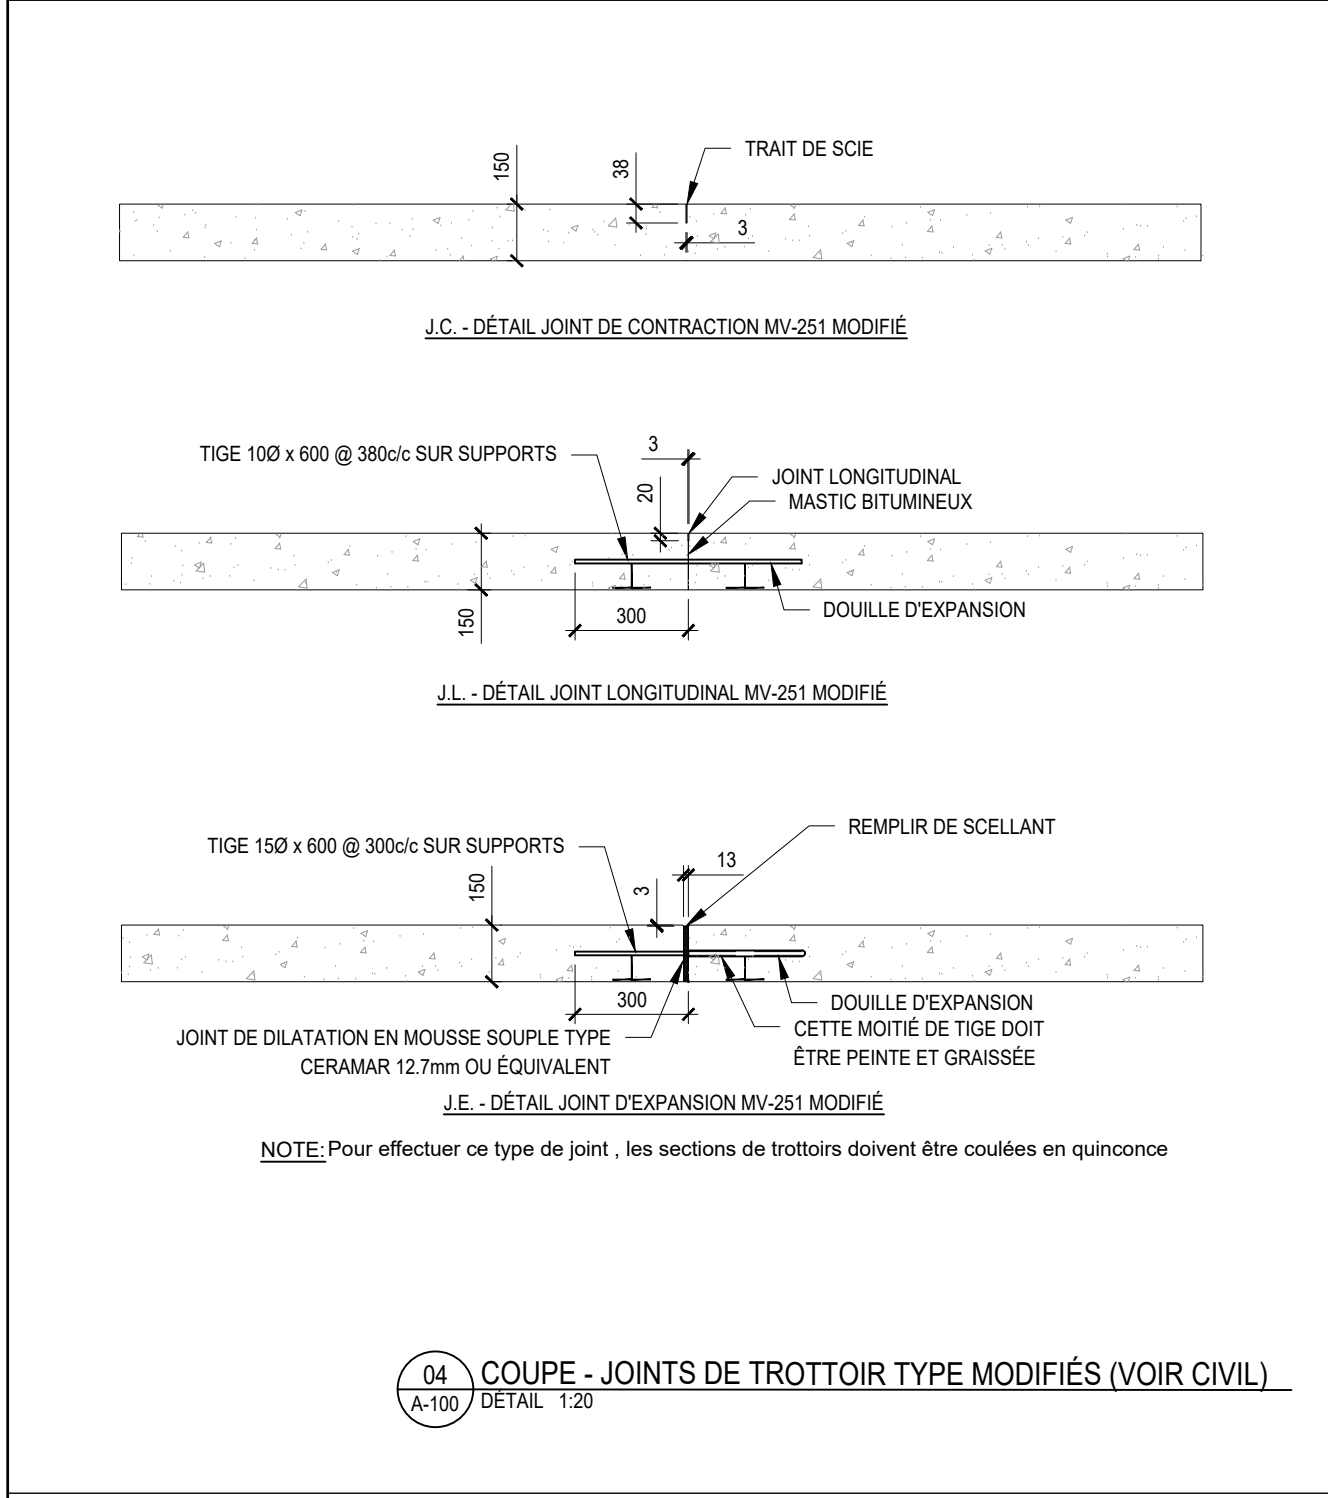 TRAIT DE SCIE
150
38
3
J.C. - DÉTAIL JOINT DE CONTRACTION MV-251 MODIFIÉ
TIGE 10Ø x 600 @ 380c/c SUR SUPPORTS
3
20
JOINT LONGITUDINAL
MASTIC BITUMINEUX
150
300
DOUILLE D'EXPANSION
J.L. - DÉTAIL JOINT LONGITUDINAL MV-251 MODIFIÉ
REMPLIR DE SCELLANT
TIGE 15Ø x 600 @ 300c/c SUR SUPPORTS
13
150
3
300
DOUILLE D'EXPANSION
CETTE MOITIÉ DE TIGE DOIT
ÊTRE PEINTE ET GRAISSÉE
JOINT DE DILATATION EN MOUSSE SOUPLE TYPE
CERAMAR 12.7mm OU ÉQUIVALENT
J.E. - DÉTAIL JOINT D'EXPANSION MV-251 MODIFIÉ
NOTE: Pour effectuer ce type de joint , les sections de trottoirs doivent être coulées en quinconce
04
A-100
COUPE - JOINTS DE TROTTOIR TYPE MODIFIÉS (VOIR CIVIL)
DÉTAIL 1:20